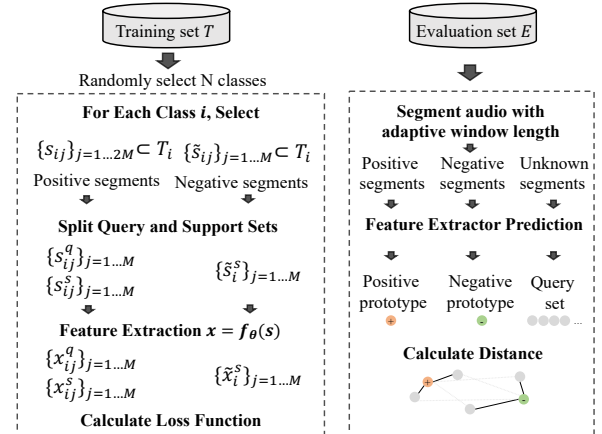 Training set T
Randomly select N classes
For Each Class i, Select
{s_{ij}}_{j=1…2M} ⊂ T_i {s̃_{ij}}_{j=1…M} ⊂ T_i
Positive segments Negative segments
Split Query and Support Sets
{s^q_{ij}}_{j=1…M}
{s^s_{ij}}_{j=1…M} {s̃^s_i}_{j=1…M}
Feature Extraction x = f_θ(s)
{x^q_{ij}}_{j=1…M}
{x^s_{ij}}_{j=1…M} {x̃^s_i}_{j=1…M}
Calculate Loss Function
Evaluation set E
Segment audio with
adaptive window length
Positive Negative Unknown
segments segments segments
Feature Extractor Prediction
Positive Negative Query
prototype prototype set
+ - ...
Calculate Distance
+
-